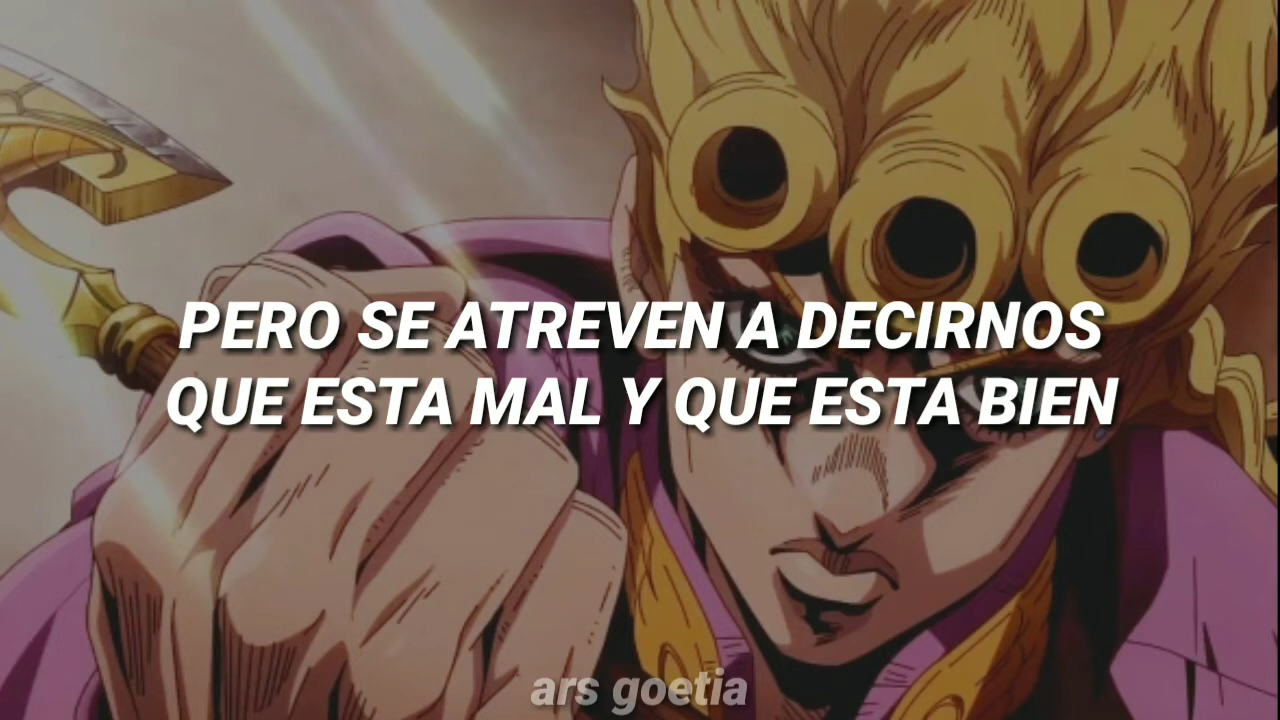 PERO SE ATREVEN A DECIRNOS
QUE ESTA MAL Y QUE ESTA BIEN
ars goetia